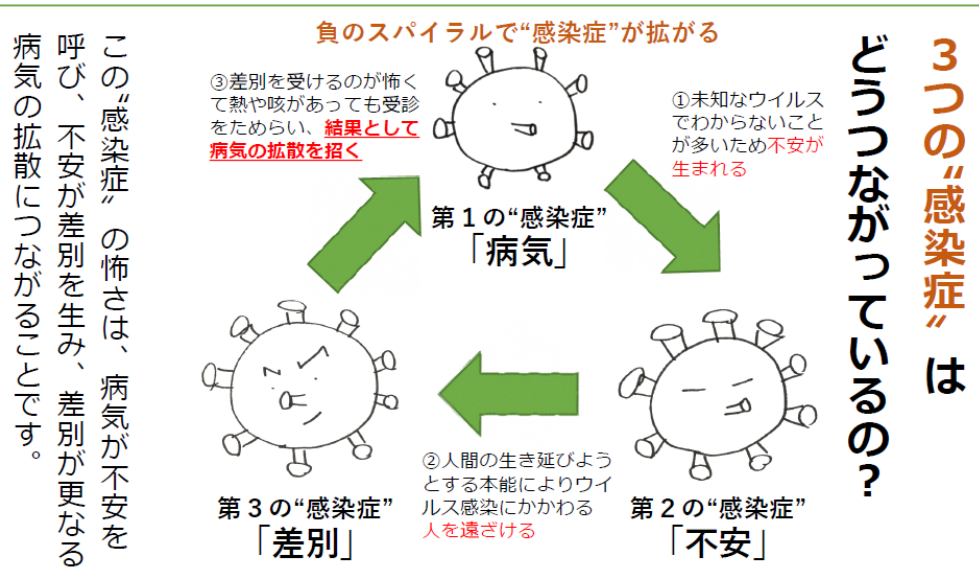 ３つの“感染症”は
どうつながっているの？
負のスパイラルで“感染症”が拡がる
第１の“感染症”
「病気」
①未知なウイルス
でわからないこと
が多いため不安が
生まれる
第２の“感染症”
「不安」
②人間の生き延びよう
とする本能によりウイ
ルス感染にかかわる
人を遠ざける
第３の“感染症”
「差別」
③差別を受けるのが怖く
て熱や咳があっても受診
をためらい、結果として
病気の拡散を招く
この“感染症”の怖さは、病気が不安を
呼び、不安が差別を生み、差別が更なる
病気の拡散につながることです。